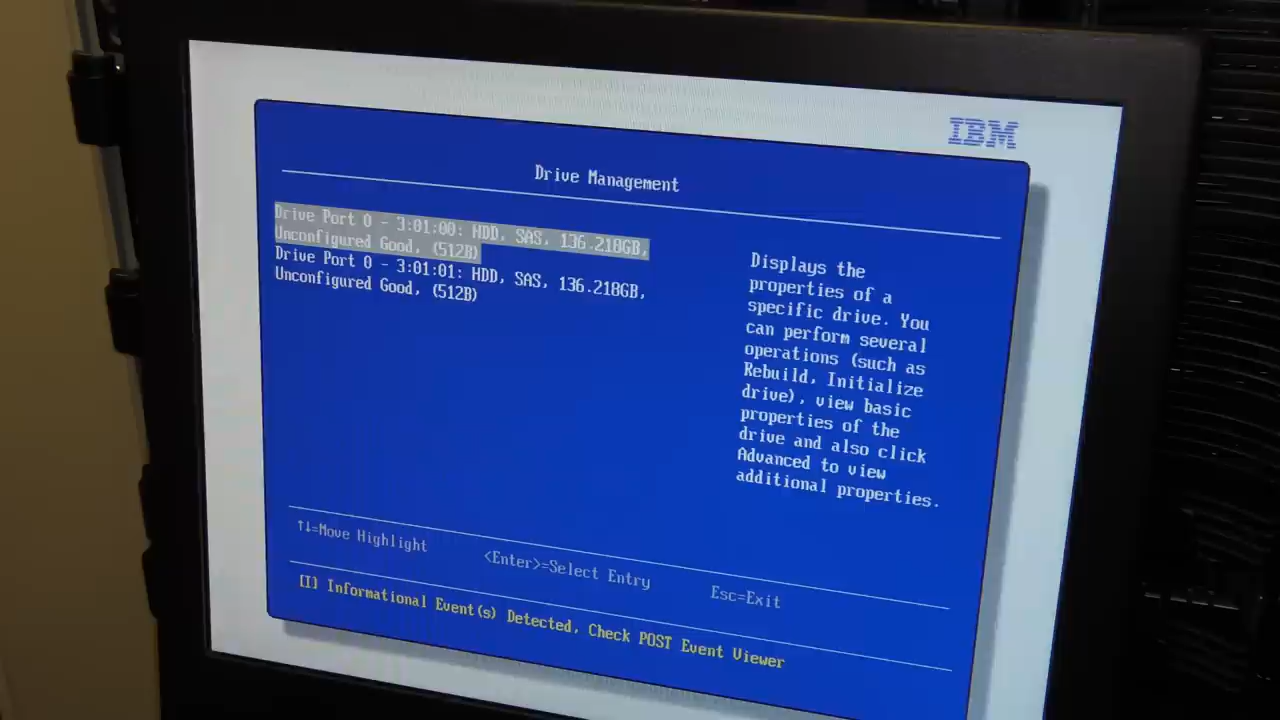 IBM
Drive Management
Drive Port 0 - 3:01:00: HDD, SAS, 136.218GB,
Unconfigured Good, (512B)
Drive Port 0 - 3:01:01: HDD, SAS, 136.218GB,
Unconfigured Good, (512B)
Displays the
properties of a
specific drive. You
can perform several
operations (such as
Rebuild, Initialize
drive), view basic
properties of the
drive and also click
Advanced to view
additional properties.
↑↓=Move Highlight
<Enter>=Select Entry
Esc=Exit
[I] Informational Event(s) Detected, Check POST Event Viewer